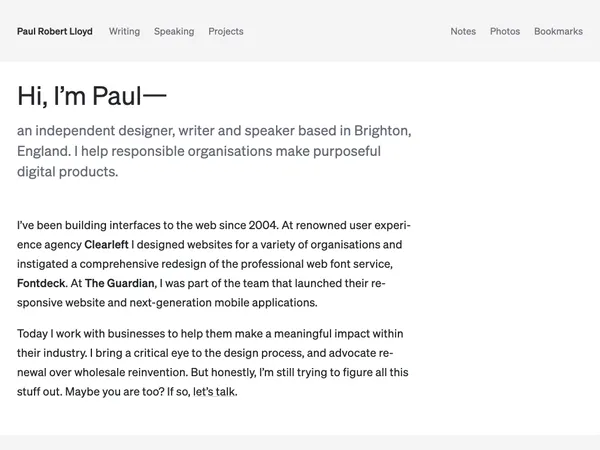 Paul Robert Lloyd Writing Speaking Projects Notes Photos Bookmarks
Hi, I’m Paul—
an independent designer, writer and speaker based in Brighton,
England. I help responsible organisations make purposeful
digital products.
I’ve been building interfaces to the web since 2004. At renowned user experi-
ence agency Clearleft I designed websites for a variety of organisations and
instigated a comprehensive redesign of the professional web font service,
Fontdeck. At The Guardian, I was part of the team that launched their re-
sponsive website and next-generation mobile applications.
Today I work with businesses to help them make a meaningful impact within
their industry. I bring a critical eye to the design process, and advocate re-
newal over wholesale reinvention. But honestly, I’m still trying to figure all this
stuff out. Maybe you are too? If so, let’s talk.